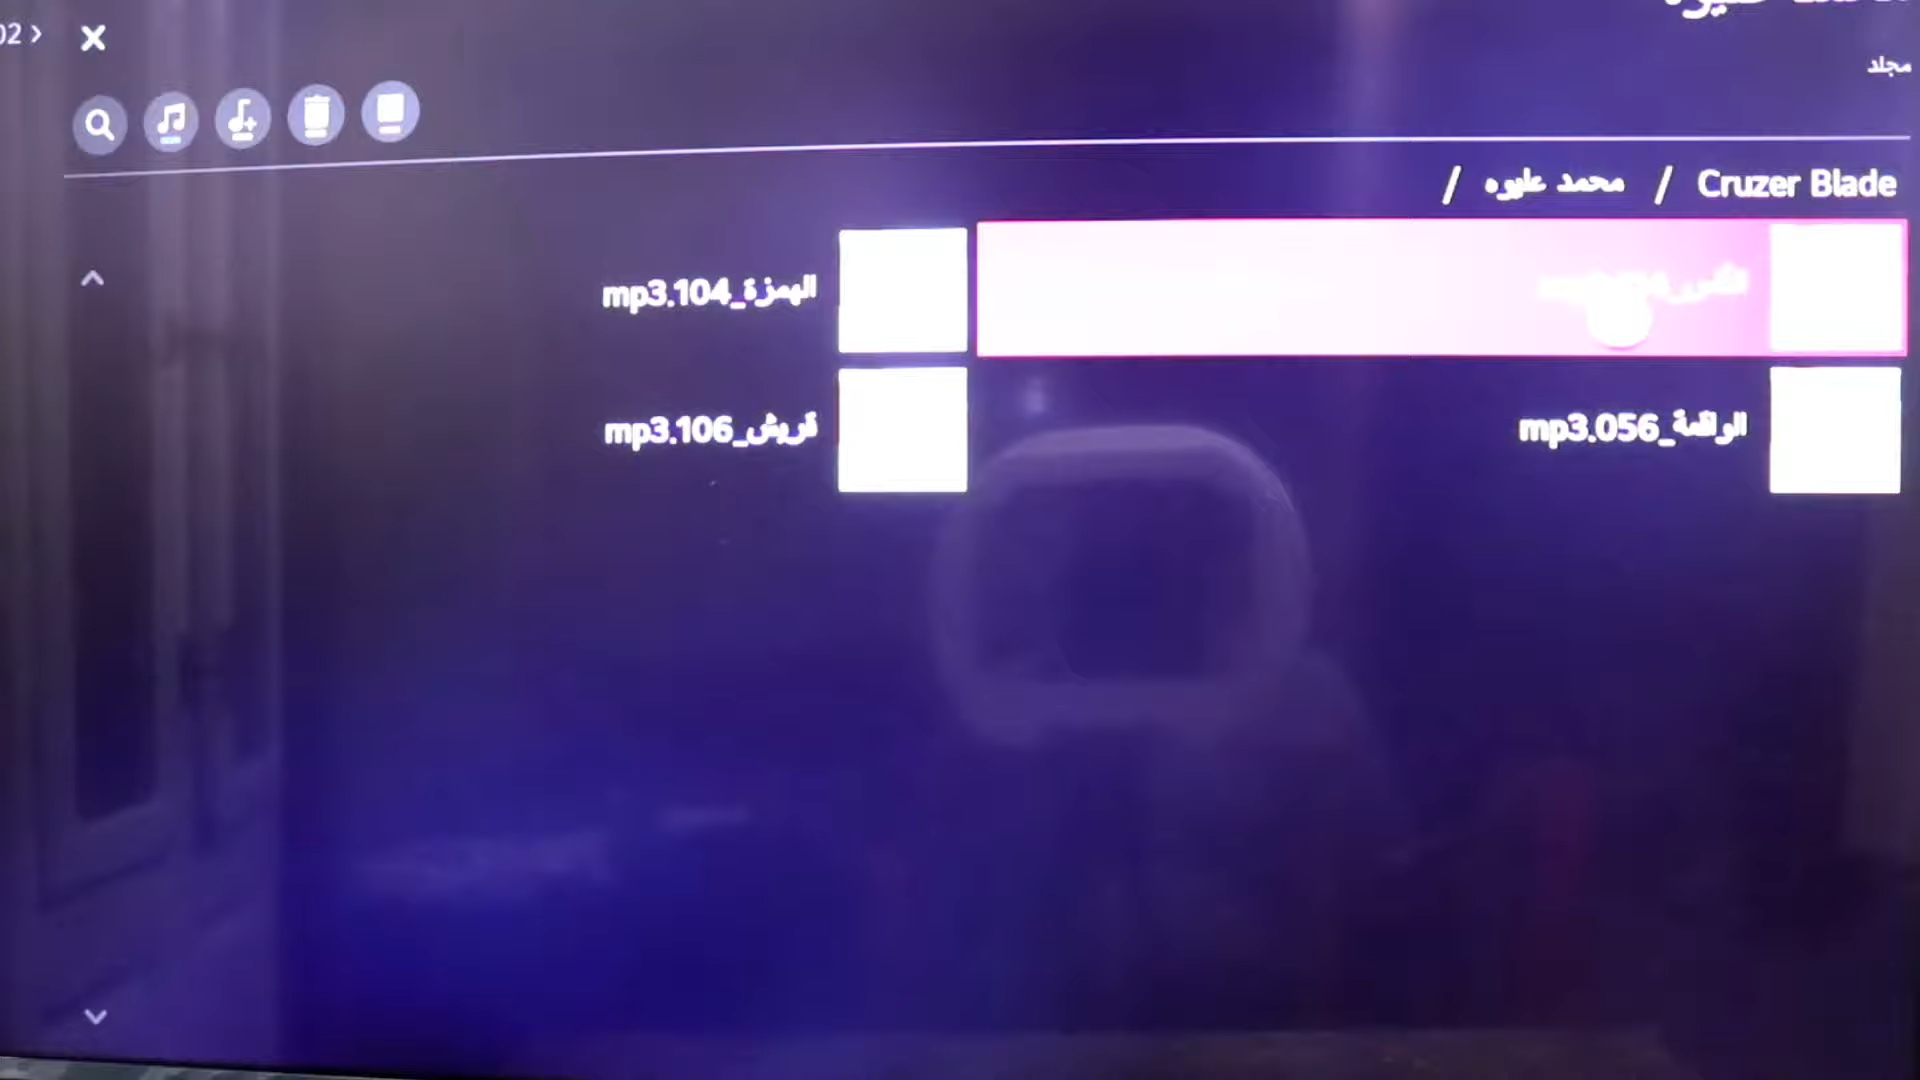 02
مجلد
Cruzer Blade / محمد عليوه /
الهمزة_104.mp3
الواقعة_056.mp3
قريش_106.mp3